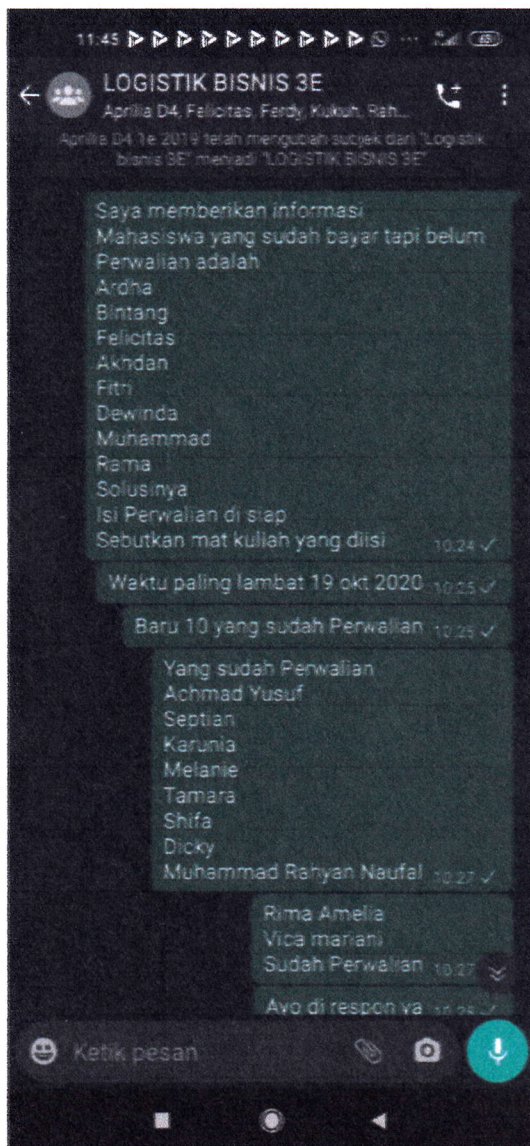 11:45
LOGISTIK BISNIS 3E
Aprilia D4, Felicitas, Ferdy, Kukuh, Rah...
Aprilia D4 1e 2019 telah mengubah subjek dari "Logistik
bisnis 3E" menjadi "LOGISTIK BISNIS 3E"
Saya memberikan informasi
Mahasiswa yang sudah bayar tapi belum
Perwalian adalah
Ardha
Bintang
Felicitas
Akhdan
Fitri
Dewinda
Muhammad
Rama
Solusinya
Isi Perwalian di siap
Sebutkan mat kuliah yang diisi 10.24
Waktu paling lambat 19 okt 2020 10:25
Baru 10 yang sudah Perwalian 10:25
Yang sudah Perwalian
Achmad Yusuf
Septian
Karunia
Melanie
Tamara
Shifa
Dicky
Muhammad Rahyan Naufal 10.27
Rima Amelia
Vica mariani
Sudah Perwalian 10.27
Ayo di respon ya
Ketik pesan